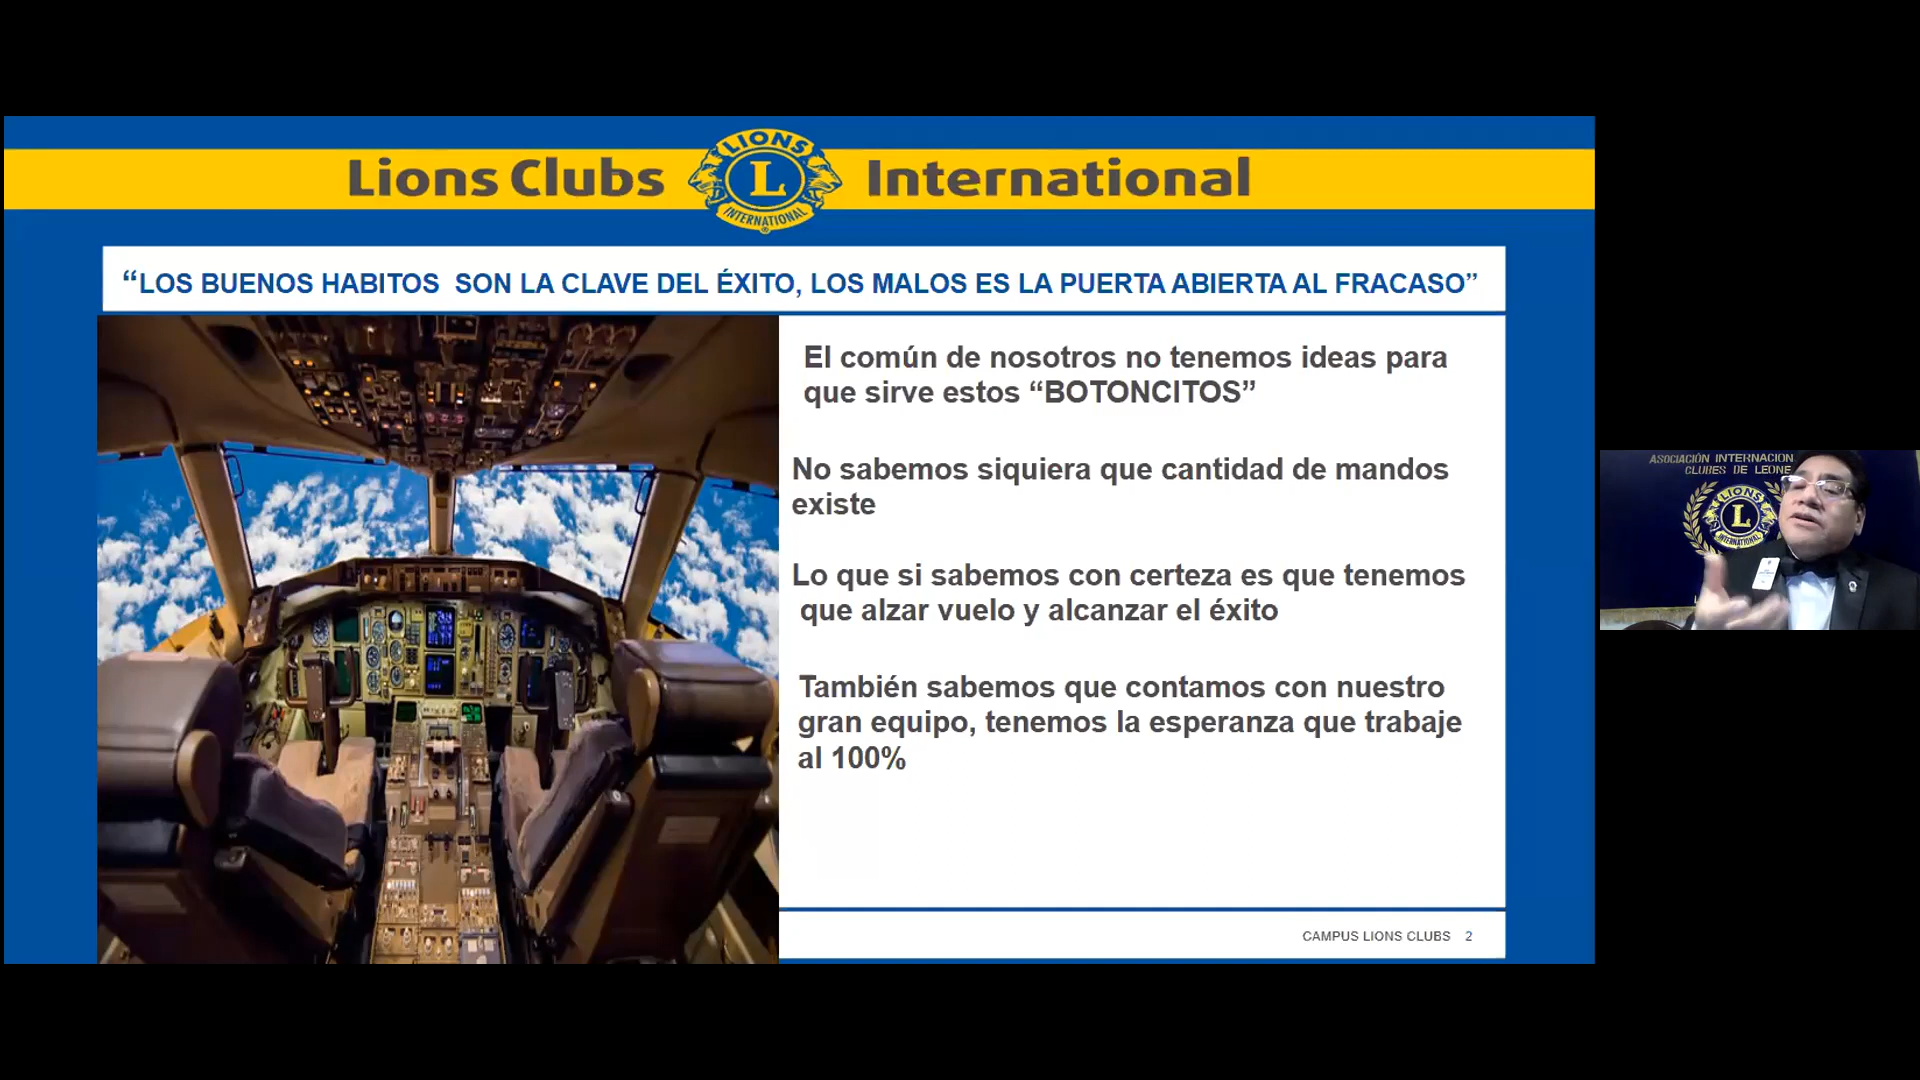 Lions Clubs International
LIONS
L
INTERNATIONAL
®
“LOS BUENOS HABITOS SON LA CLAVE DEL ÉXITO, LOS MALOS ES LA PUERTA ABIERTA AL FRACASO”
El común de nosotros no tenemos ideas para
que sirve estos “BOTONCITOS”
No sabemos siquiera que cantidad de mandos
existe
Lo que si sabemos con certeza es que tenemos
que alzar vuelo y alcanzar el éxito
También sabemos que contamos con nuestro
gran equipo, tenemos la esperanza que trabaje
al 100%
CAMPUS LIONS CLUBS 2
ASOCIACIÓN INTERNACION
CLUBES DE LEONE
LIONS
L
INTERNATIONAL